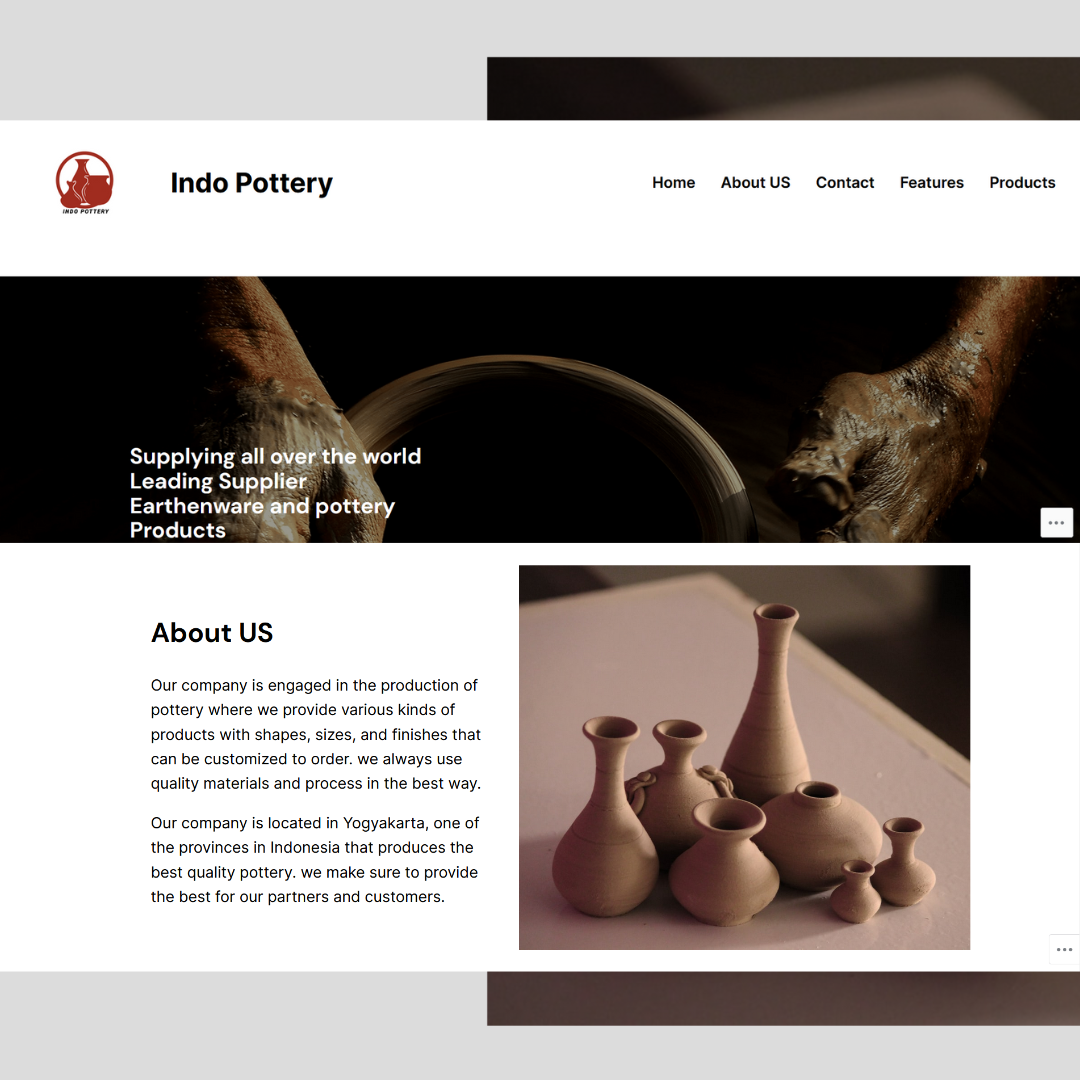 INDO POTTERY
Indo Pottery
Home
About US
Contact
Features
Products
Supplying all over the world
Leading Supplier
Earthenware and pottery
Products
About US
Our company is engaged in the production of
pottery where we provide various kinds of
products with shapes, sizes, and finishes that
can be customized to order. we always use
quality materials and process in the best way.
Our company is located in Yogyakarta, one of
the provinces in Indonesia that produces the
best quality pottery. we make sure to provide
the best for our partners and customers.